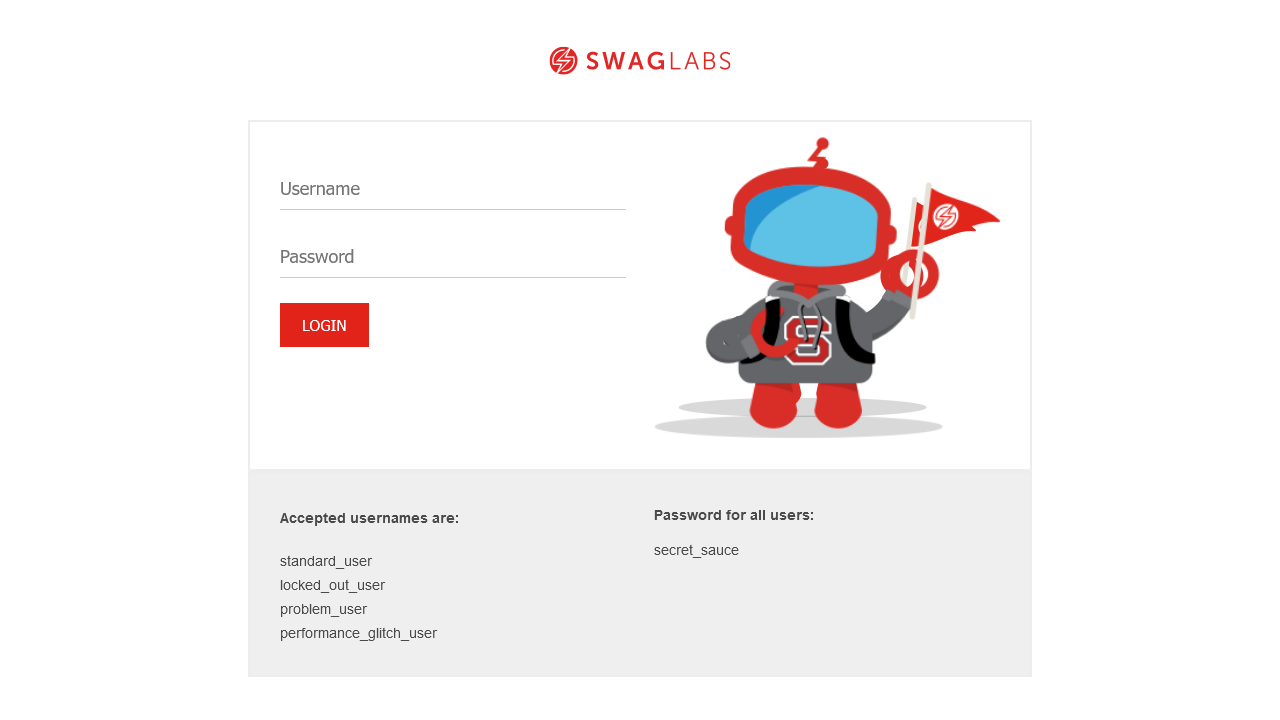 SWAGLABS
Username
Password
LOGIN
S
Accepted usernames are:
standard_user
locked_out_user
problem_user
performance_glitch_user
Password for all users:
secret_sauce